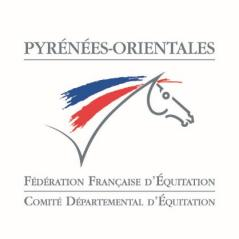 PYRÉNÉES-ORIENTALES
FÉDÉRATION FRANÇAISE D'ÉQUITATION
COMITÉ DÉPARTEMENTAL D'ÉQUITATION